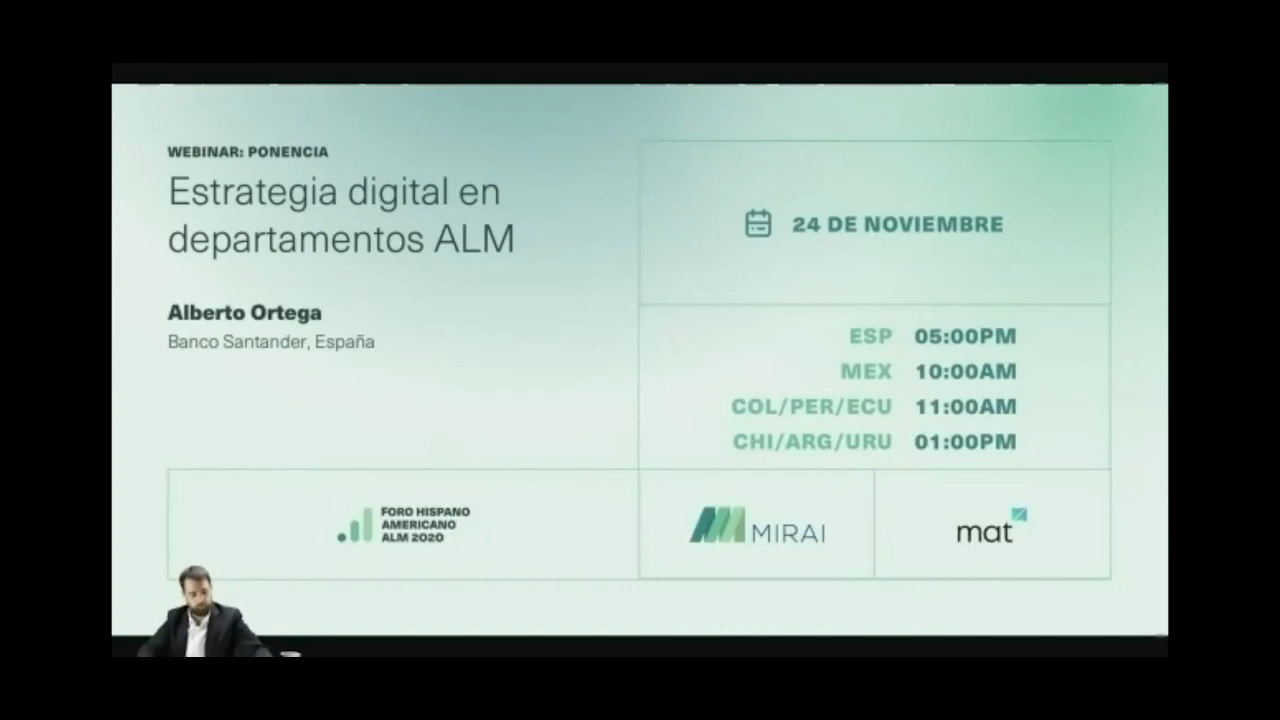 WEBINAR: PONENCIA
Estrategia digital en
departamentos ALM
Alberto Ortega
Banco Santander, España
24 DE NOVIEMBRE
ESP 05:00PM
MEX 10:00AM
COL/PER/ECU 11:00AM
CHI/ARG/URU 01:00PM
FORO HISPANO
AMERICANO
ALM 2020
MIRAI
mat